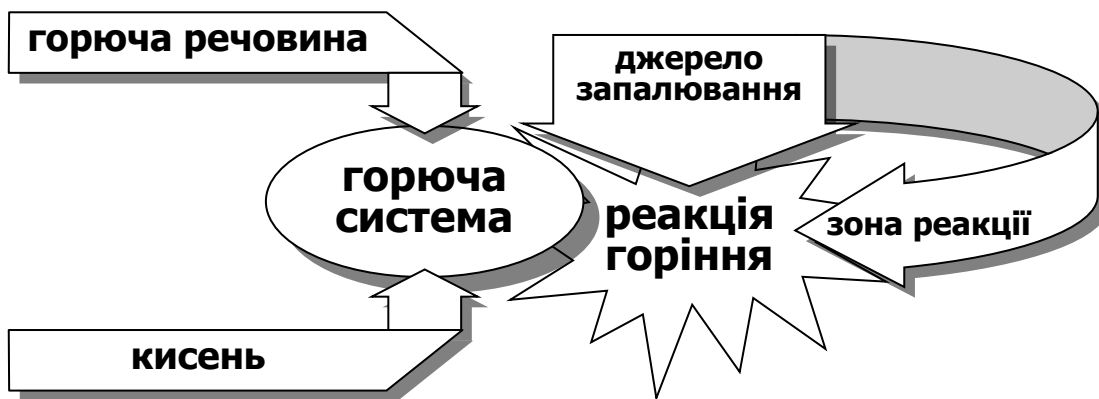 горюча речовина
джерело
запалювання
горюча
система
реакція
горіння
зона реакції
кисень